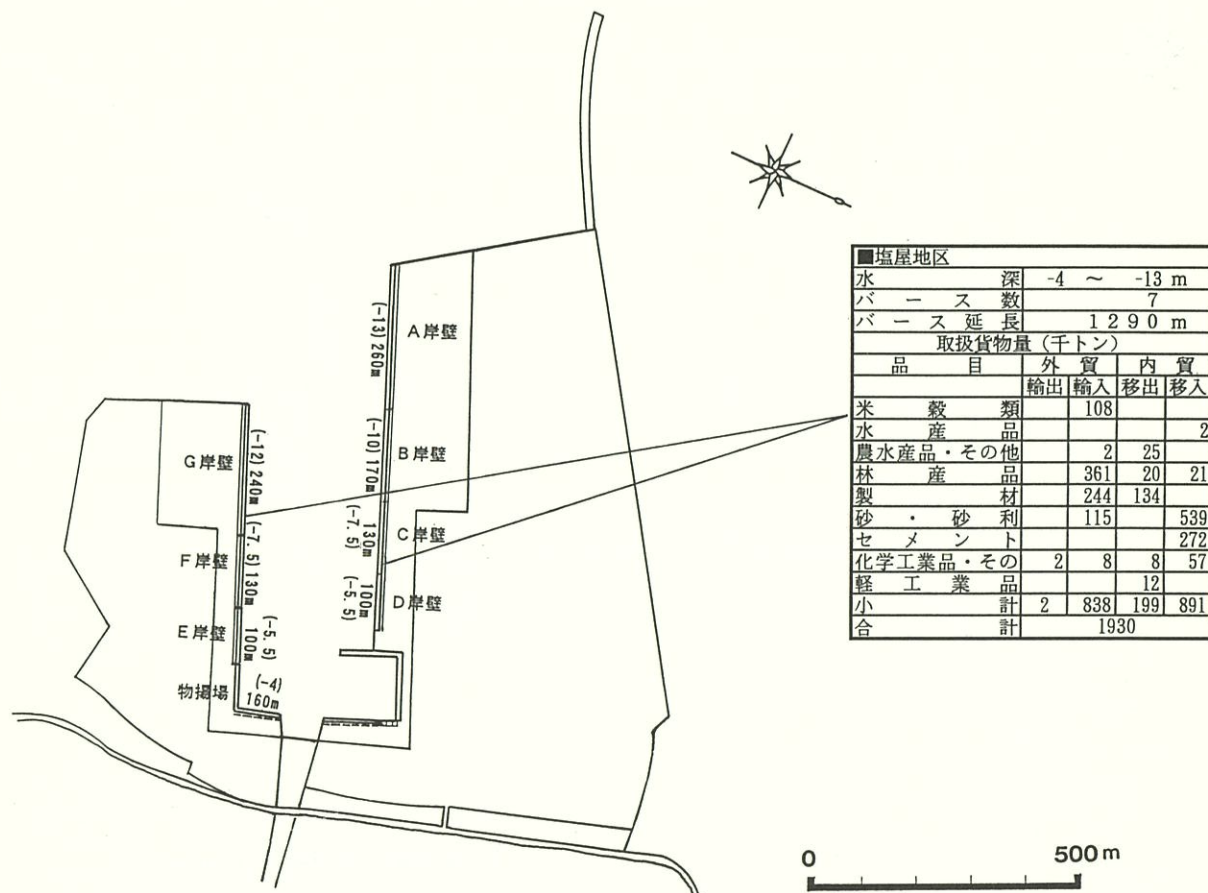 (-13) 260m
A岸壁
(-10) 170m
B岸壁
130m
(-7.5)
C岸壁
100m
(-5.5)
D岸壁
G岸壁
(-12) 240m
F岸壁
(-7.5) 130m
E岸壁
(-5.5)
100m
物揚場
(-4)
160m
■塩屋地区
水深 -4 ～ -13 m
バース数 7
バース延長 1290 m
取扱貨物量(千トン)
品目 外貿 内貿
輸出 輸入 移出 移入
米穀類 108
水産品 2
農水産品・その他 2 25
林産品 361 20 21
製材 244 134
砂・砂利 115 539
セメント 272
化学工業品・その 2 8 8 57
軽工業品 12
小計 2 838 199 891
合計 1930
0 500m